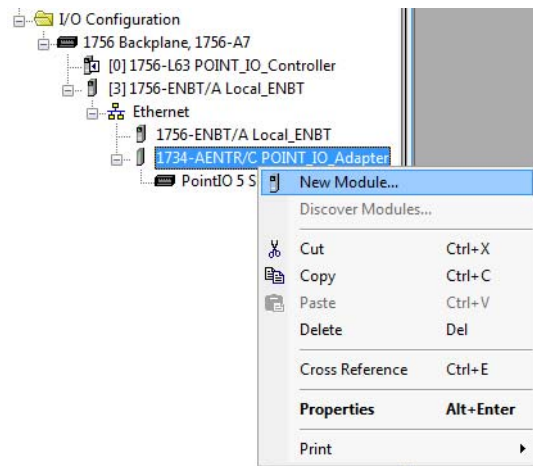 I/O Configuration
1756 Backplane, 1756-A7
[0] 1756-L63 POINT_IO_Controller
[3] 1756-ENBT/A Local_ENBT
Ethernet
1756-ENBT/A Local_ENBT
1734-AENTR/C POINT_IO_Adapter
PointIO 5 S
New Module...
Discover Modules...
Cut Ctrl+X
Copy Ctrl+C
Paste Ctrl+V
Delete Del
Cross Reference Ctrl+E
Properties Alt+Enter
Print